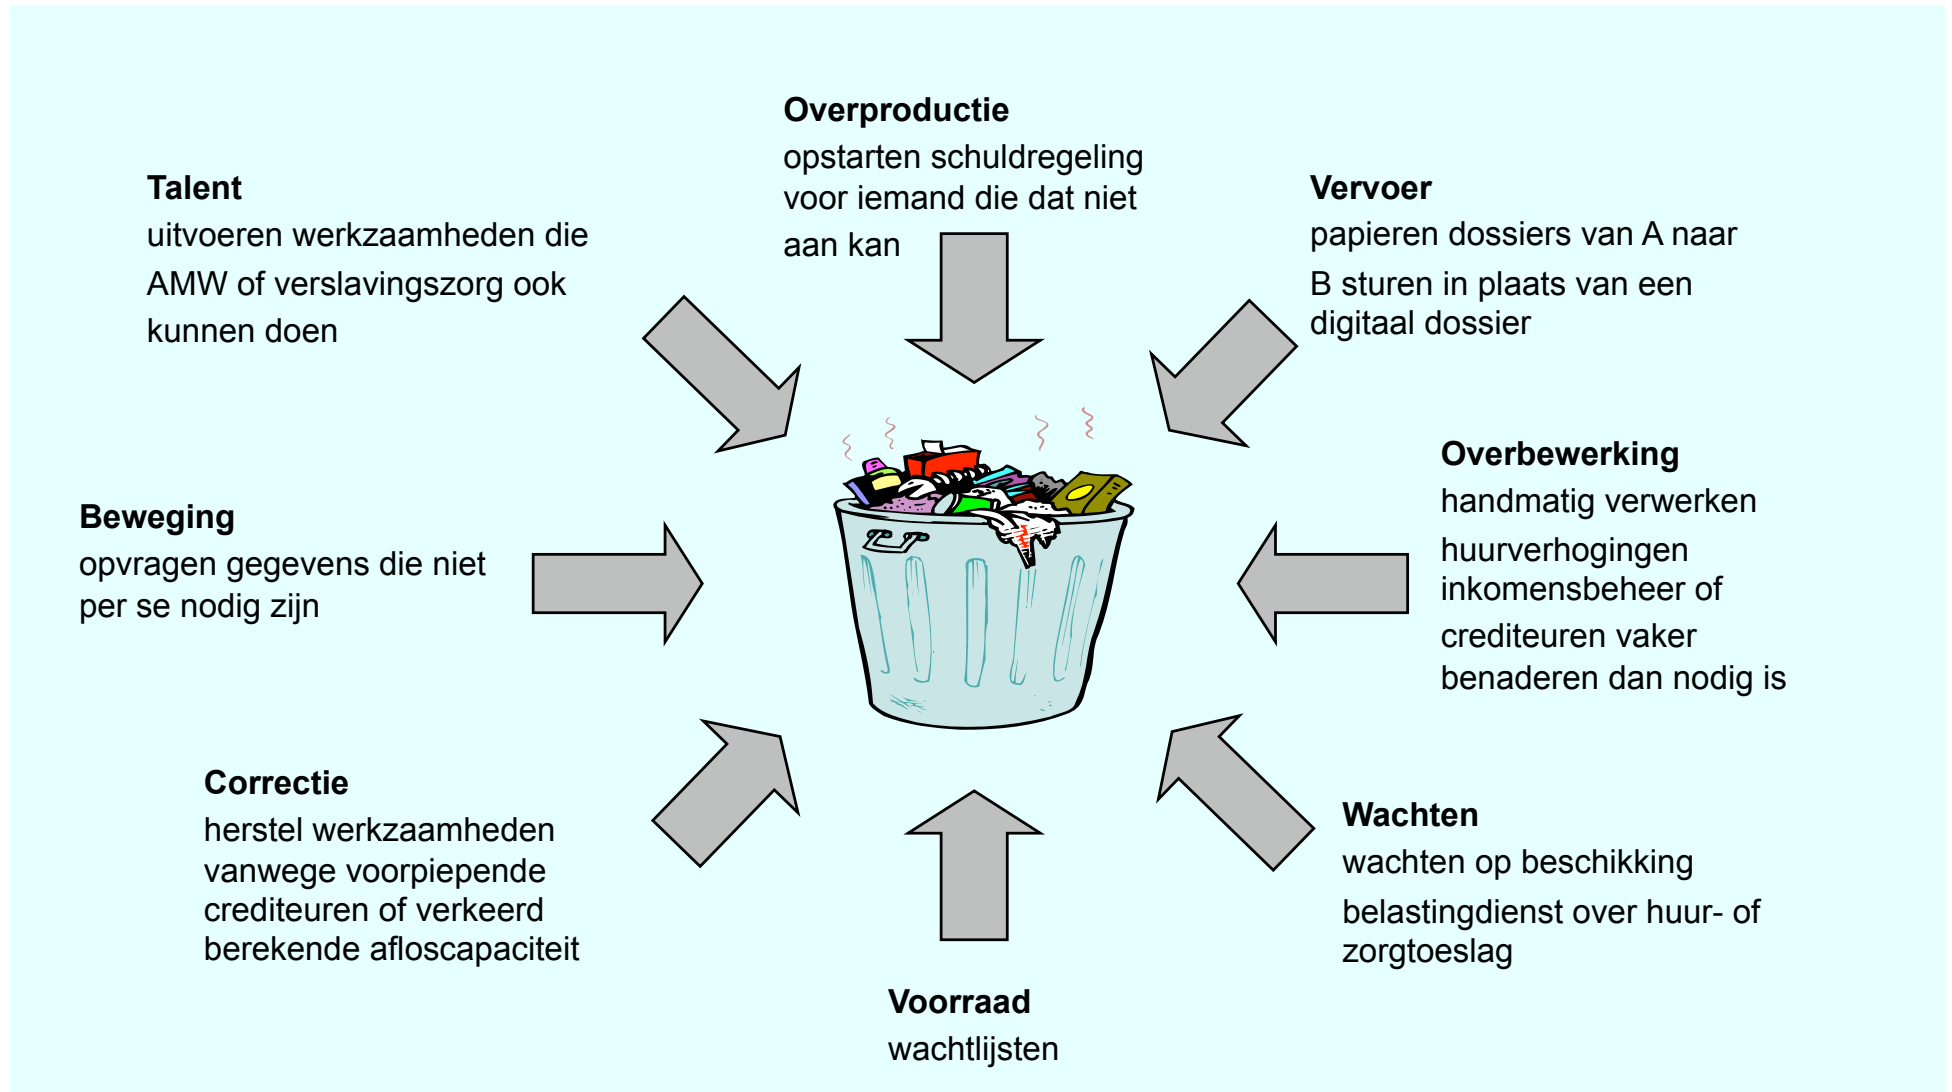 Overproductie
opstarten schuldregeling
voor iemand die dat niet
aan kan
Talent
uitvoeren werkzaamheden die
AMW of verslavingszorg ook
kunnen doen
Vervoer
papieren dossiers van A naar
B sturen in plaats van een
digitaal dossier
Overbewerking
handmatig verwerken
huurverhogingen
inkomensbeheer of
crediteuren vaker
benaderen dan nodig is
Beweging
opvragen gegevens die niet
per se nodig zijn
Correctie
herstel werkzaamheden
vanwege voorpiepende
crediteuren of verkeerd
berekende afloscapaciteit
Wachten
wachten op beschikking
belastingdienst over huur- of
zorgtoeslag
Voorraad
wachtlijsten